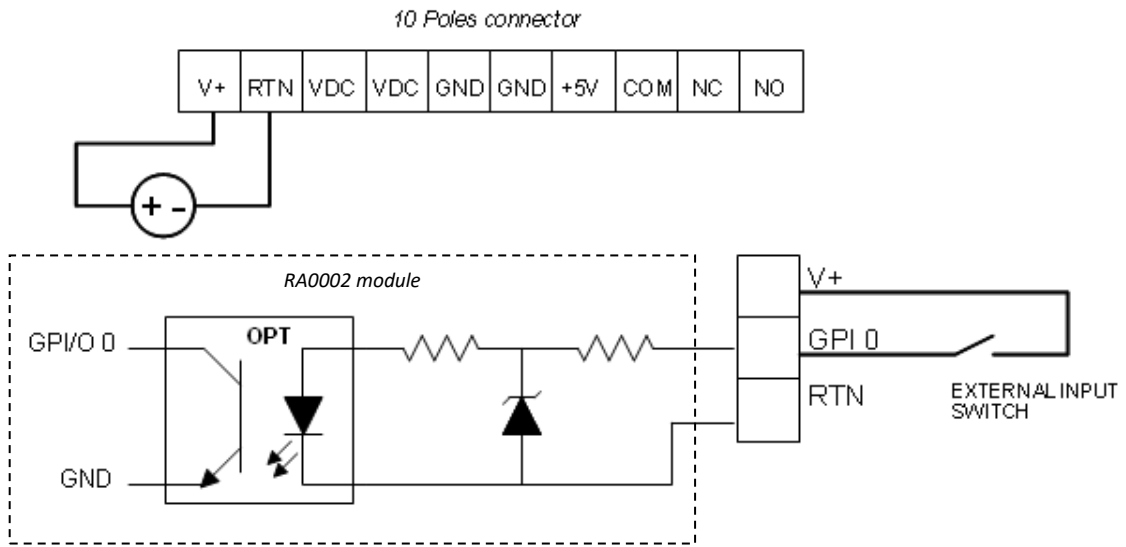 10 Poles connector
V+ RTN VDC VDC GND GND +5V COM NC NO
+ -
RA0002 module
V+
GPI/O 0
OPT
GPI 0
RTN
EXTERNAL INPUT
SWITCH
GND